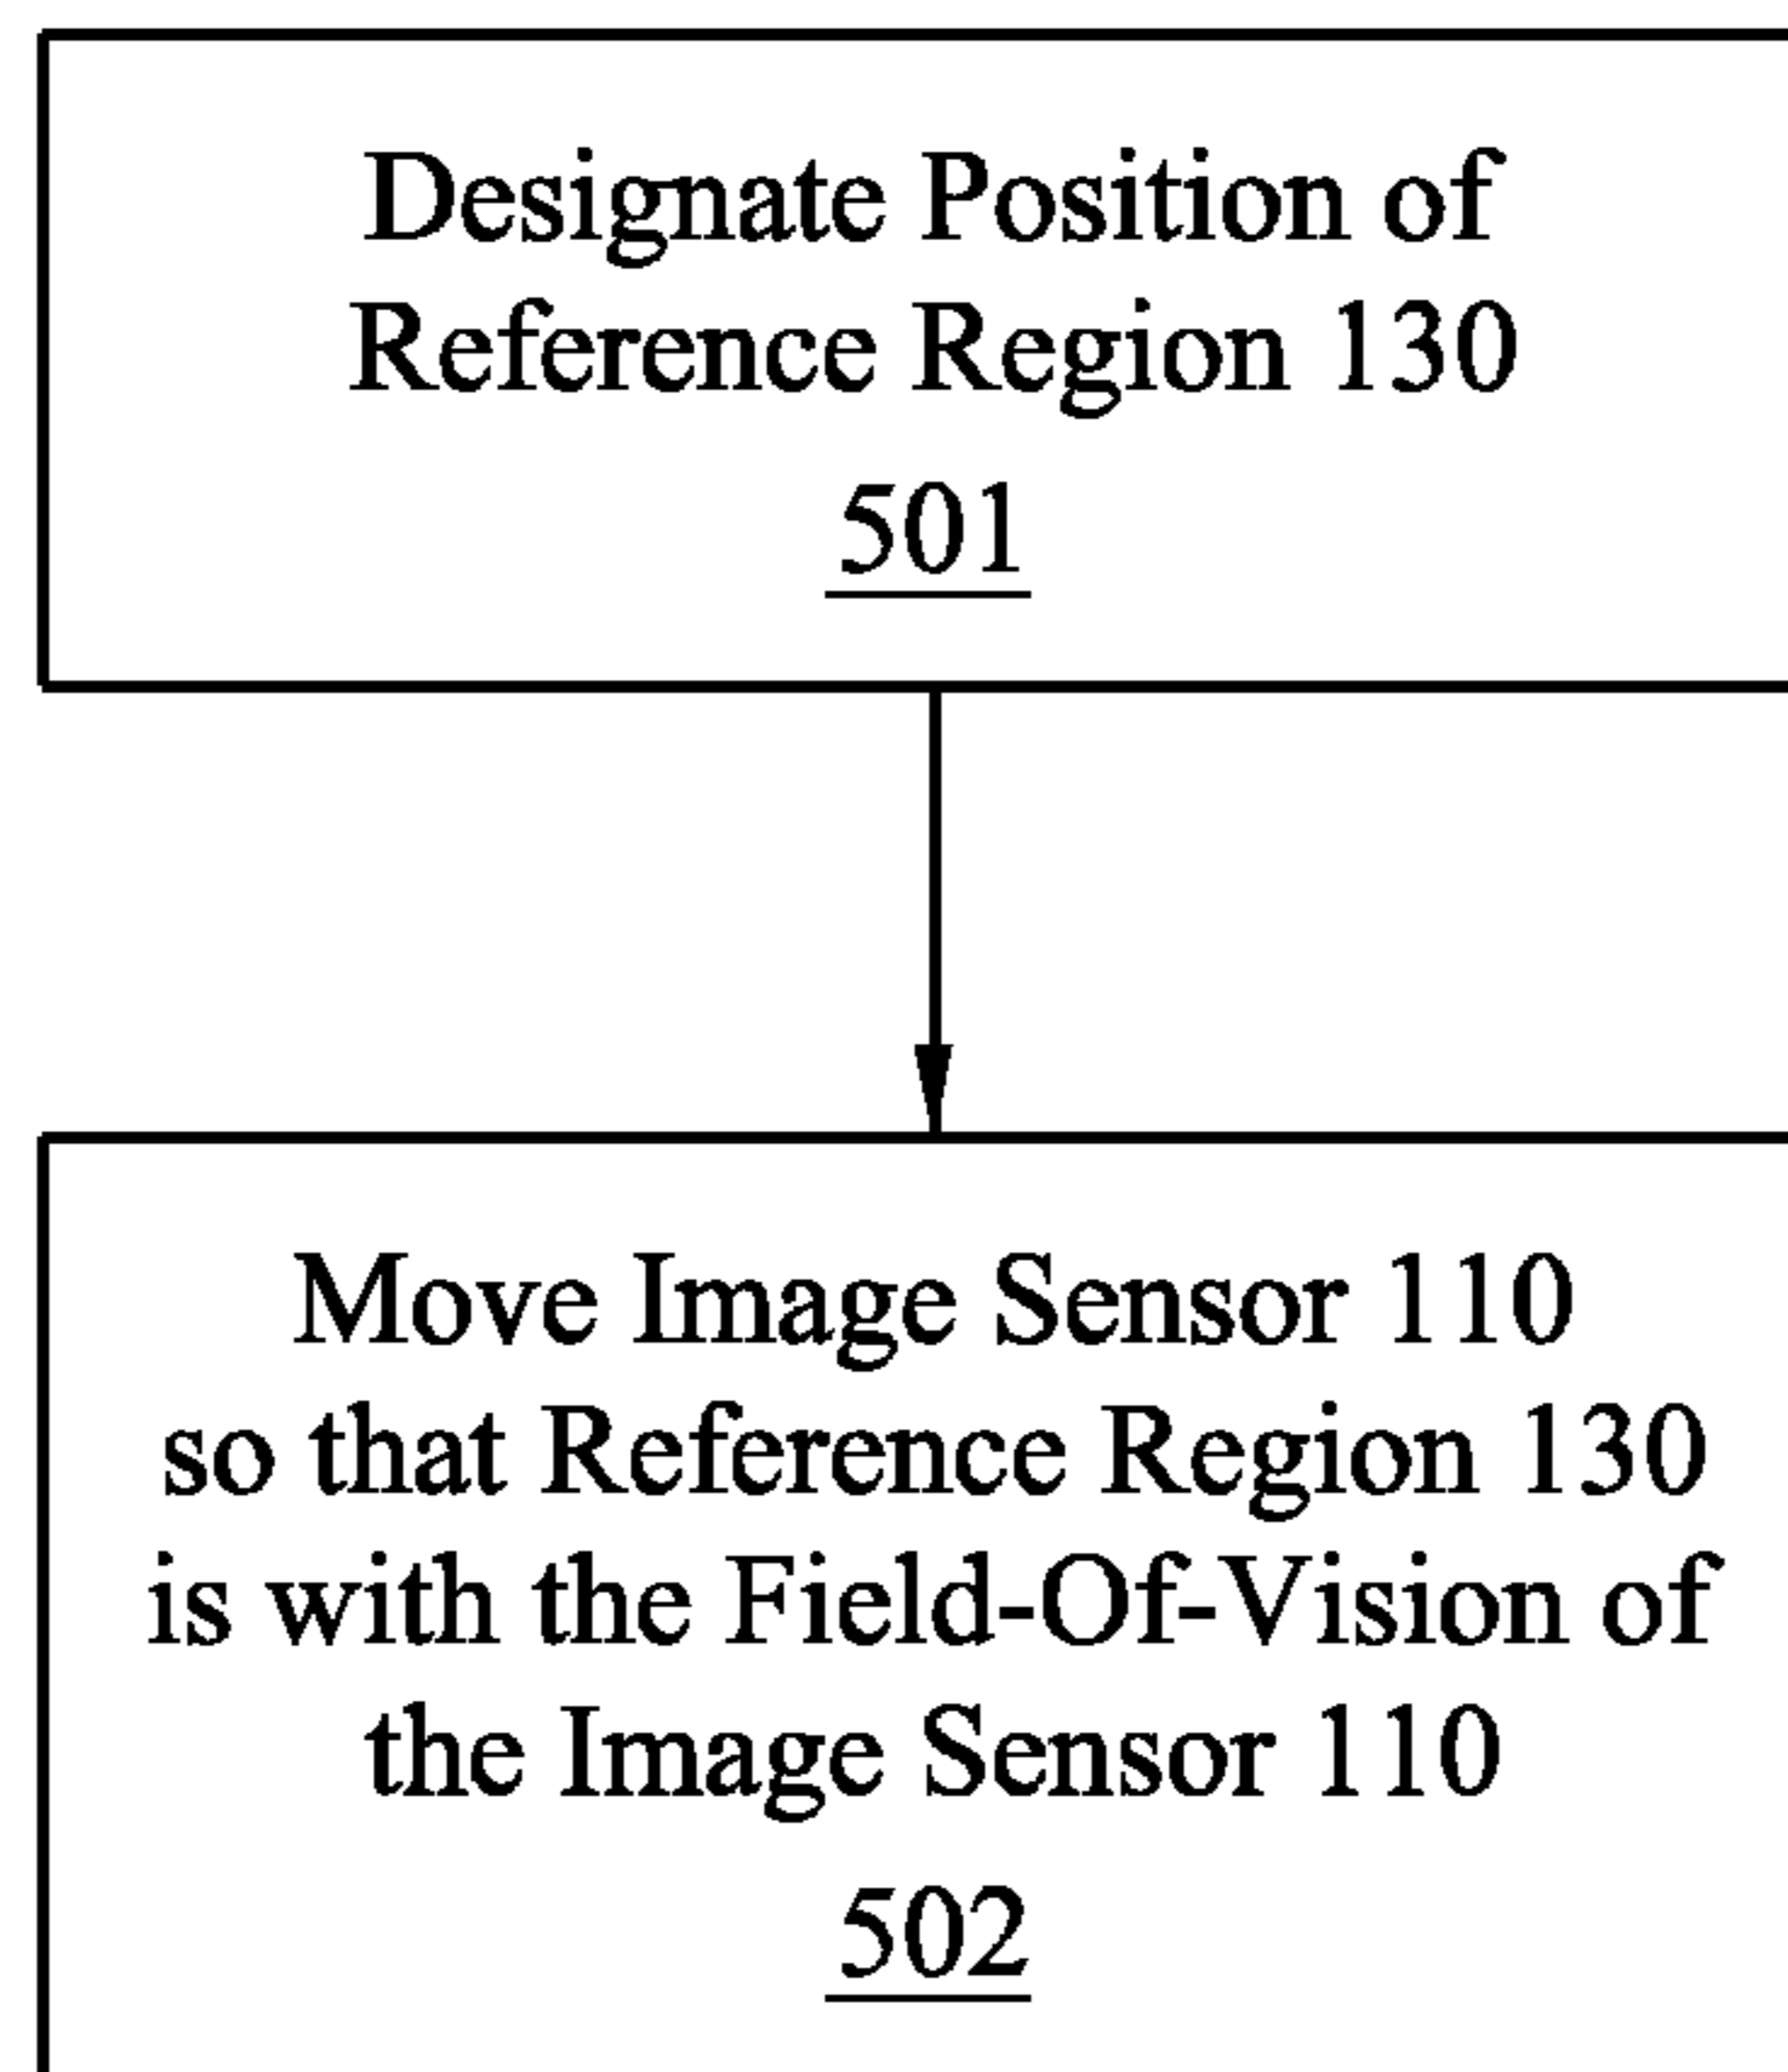 Designate Position of
Reference Region 130
501
Move Image Sensor 110
so that Reference Region 130
is with the Field-Of-Vision of
the Image Sensor 110
502